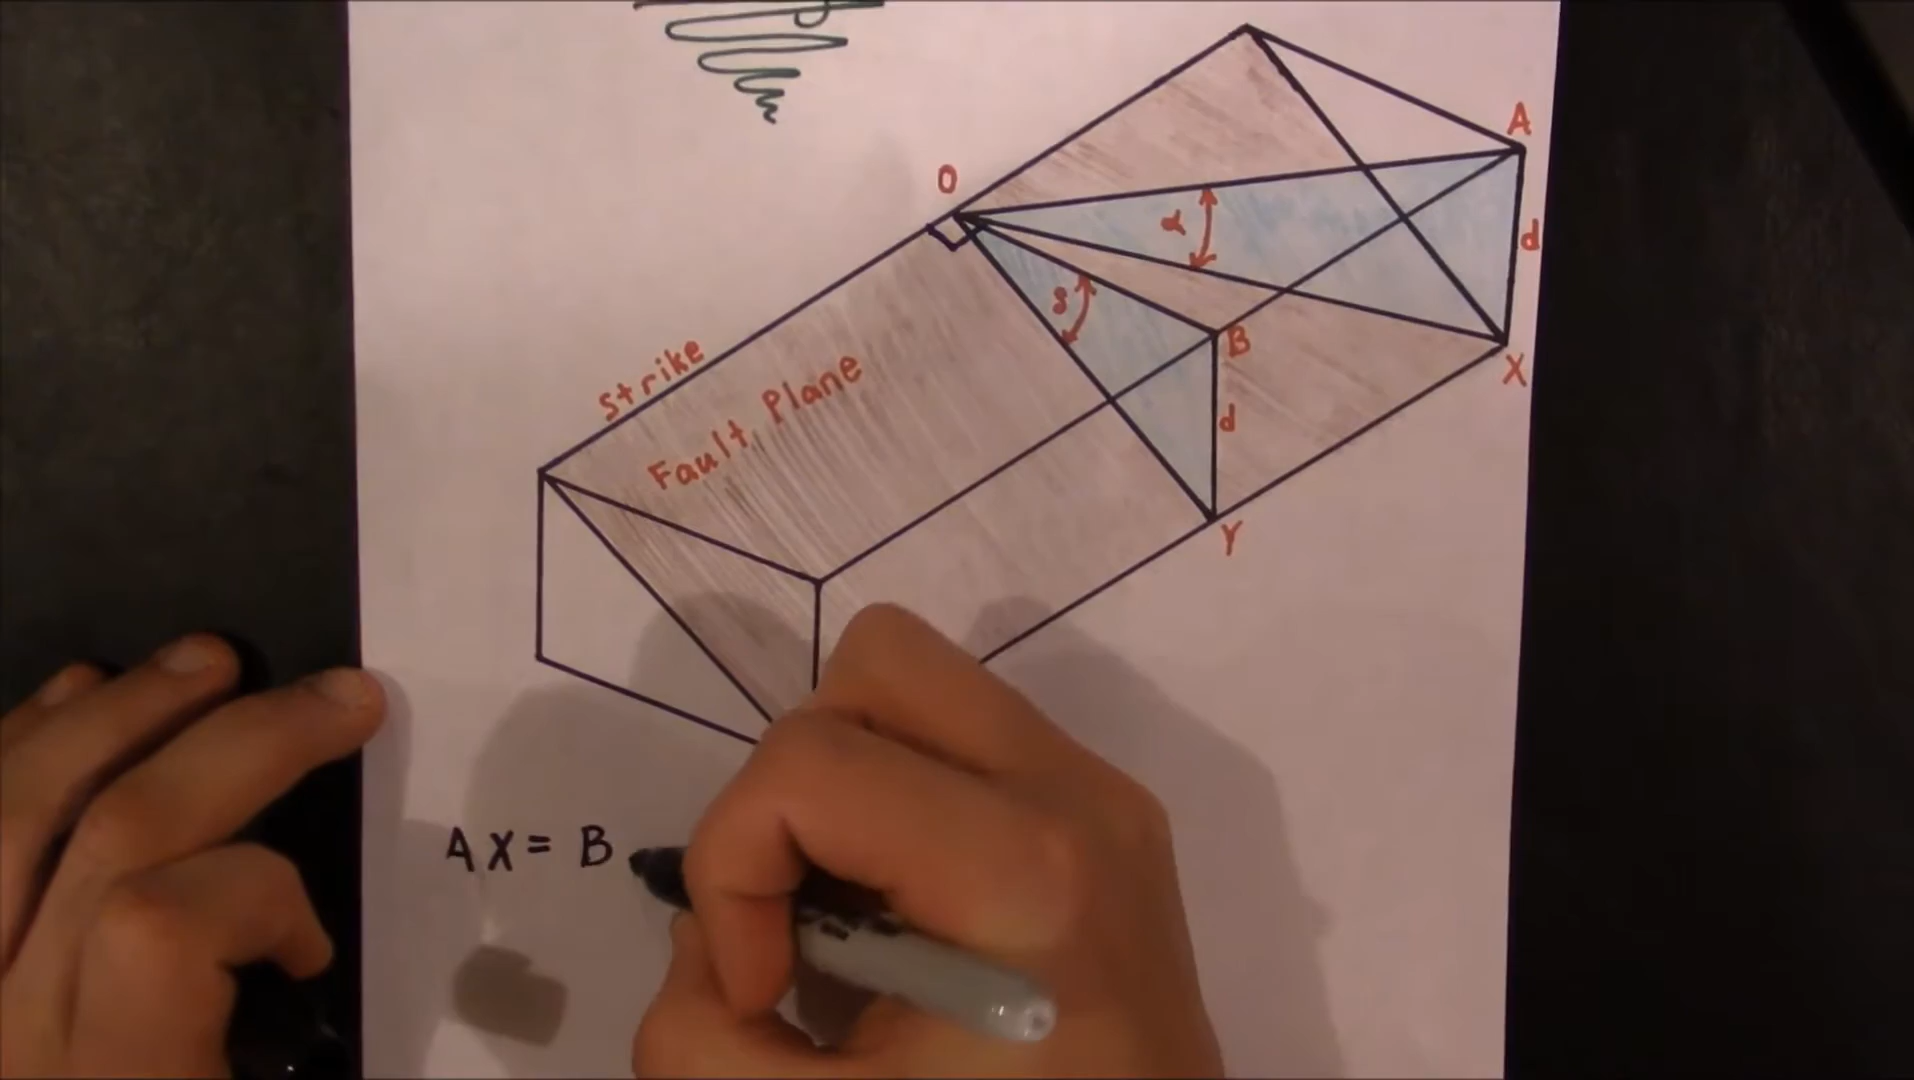 A
O
α
d
δ
B
Strike
X
Fault Plane
d
Y
AX = B